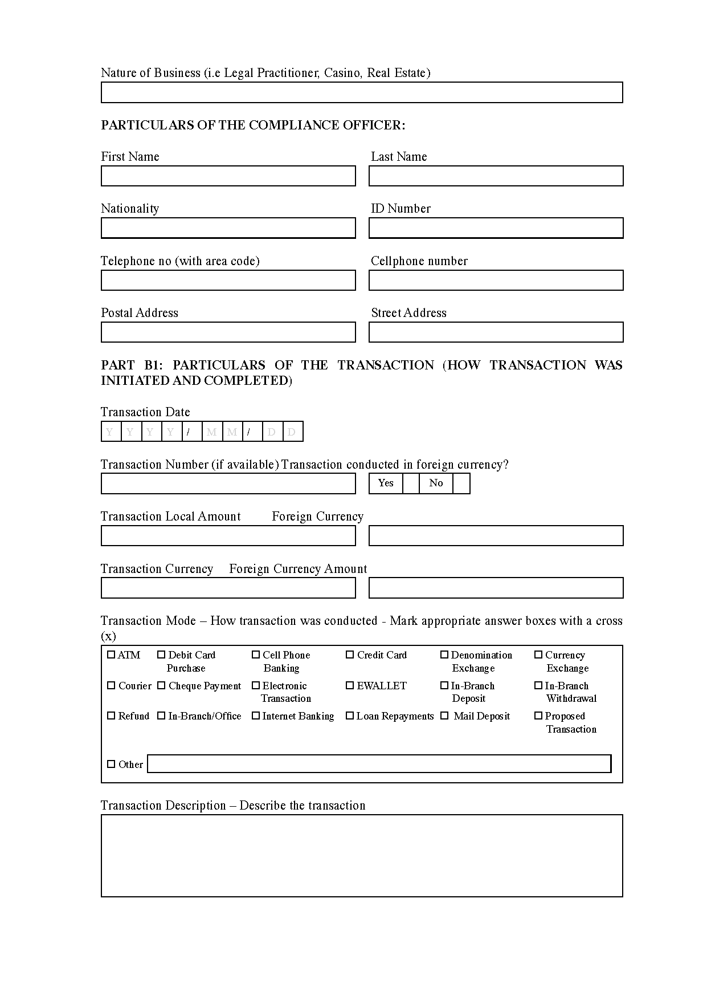 Nature of Business (i.e Legal Practitioner, Casino, Real Estate)
PARTICULARS OF THE COMPLIANCE OFFICER:
First Name Last Name
Nationality ID Number
Telephone no (with area code) Cellphone number
Postal Address Street Address
PART B1: PARTICULARS OF THE TRANSACTION (HOW TRANSACTION WAS
INITIATED AND COMPLETED)
Transaction Date
Y Y Y Y / M M / D D
Transaction Number (if available) Transaction conducted in foreign currency?
Yes No
Transaction Local Amount Foreign Currency
Transaction Currency Foreign Currency Amount
Transaction Mode – How transaction was conducted - Mark appropriate answer boxes with a cross
(x)
☐ ATM ☐ Debit Card ☐ Cell Phone ☐ Credit Card ☐ Denomination ☐ Currency
Purchase Banking Exchange Exchange
☐ Courier ☐ Cheque Payment ☐ Electronic ☐ EWALLET ☐ In-Branch ☐ In-Branch
Transaction Deposit Withdrawal
☐ Refund ☐ In-Branch/Office ☐ Internet Banking ☐ Loan Repayments ☐ Mail Deposit ☐ Proposed
Transaction
☐ Other
Transaction Description – Describe the transaction